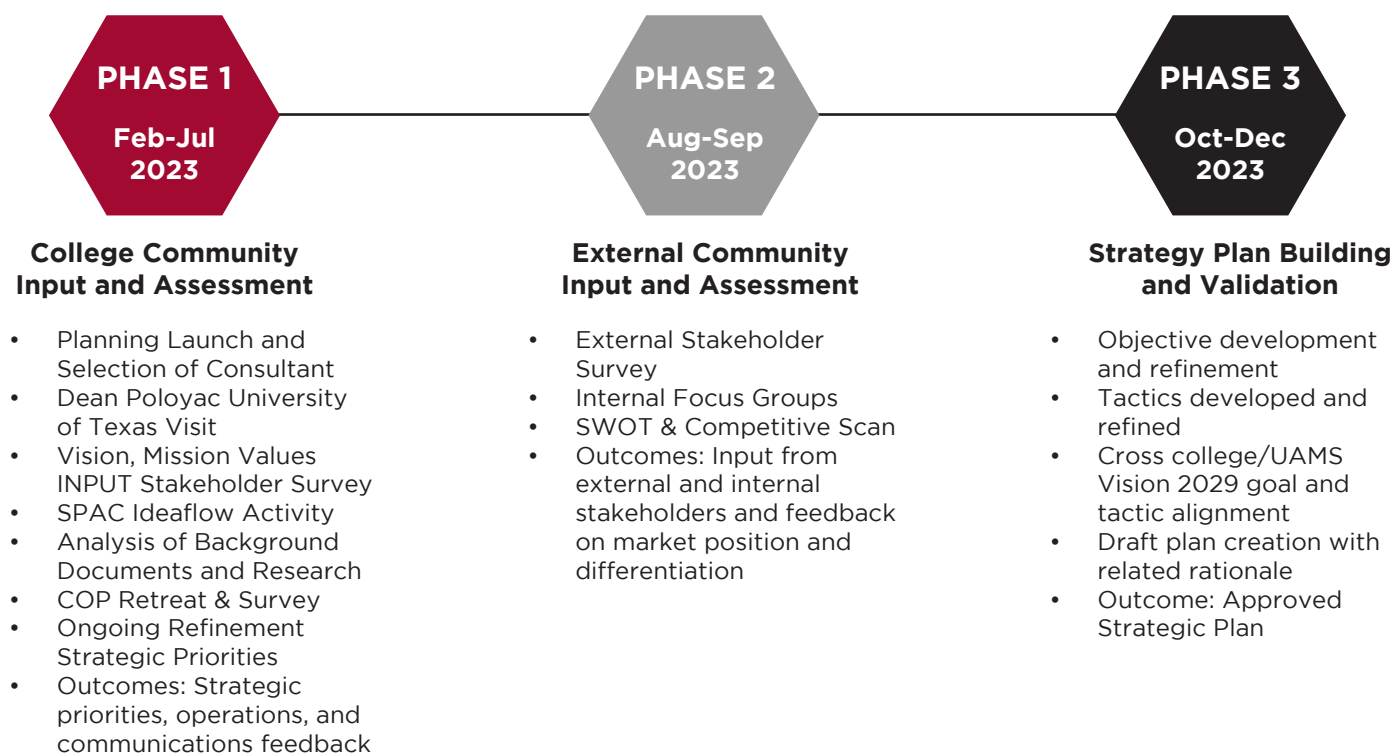 PHASE 1
Feb-Jul
2023
College Community
Input and Assessment
• Planning Launch and
Selection of Consultant
• Dean Poloyac University
of Texas Visit
• Vision, Mission Values
INPUT Stakeholder Survey
• SPAC Ideaflow Activity
• Analysis of Background
Documents and Research
• COP Retreat & Survey
• Ongoing Refinement
Strategic Priorities
• Outcomes: Strategic
priorities, operations, and
communications feedback
PHASE 2
Aug-Sep
2023
External Community
Input and Assessment
• External Stakeholder
Survey
• Internal Focus Groups
• SWOT & Competitive Scan
• Outcomes: Input from
external and internal
stakeholders and feedback
on market position and
differentiation
PHASE 3
Oct-Dec
2023
Strategy Plan Building
and Validation
• Objective development
and refinement
• Tactics developed and
refined
• Cross college/UAMS
Vision 2029 goal and
tactic alignment
• Draft plan creation with
related rationale
• Outcome: Approved
Strategic Plan